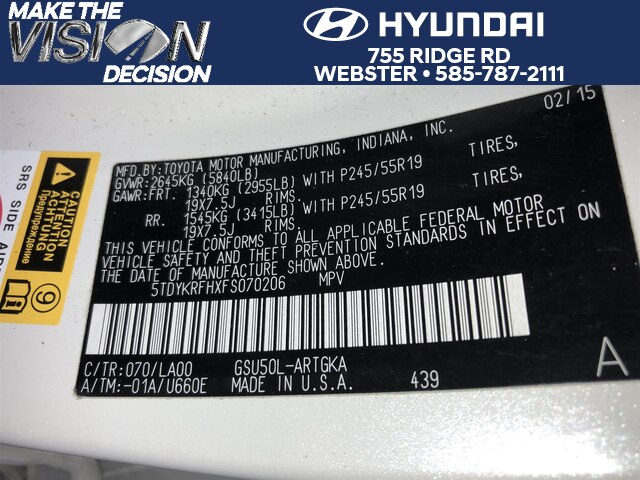 MAKE THE
VISION
DECISION
HYUNDAI
755 RIDGE RD
WEBSTER • 585-787-2111
02/15
MFD.BY:TOYOTA MOTOR MANUFACTURING, INDIANA, INC.
GVWR:2645KG (5840LB)
GAWR:FRT. 1340KG (2955LB) WITH P245/55R19 TIRES,
19X7.5J RIMS.
RR. 1545KG (3415LB) WITH P245/55R19 TIRES,
19X7.5J RIMS.
THIS VEHICLE CONFORMS TO ALL APPLICABLE FEDERAL MOTOR
VEHICLE SAFETY AND THEFT PREVENTION STANDARDS IN EFFECT ON
THE DATE OF MANUFACTURE SHOWN ABOVE.
5TDYKRFHXFS070206 MPV
C/TR:070/LA00 GSU50L-ARTGKA
A/TM:-01A/U660E MADE IN U.S.A. 439
A
SRS SIDE AIR
CAUTION
ATTENTION
Предупреждение
9